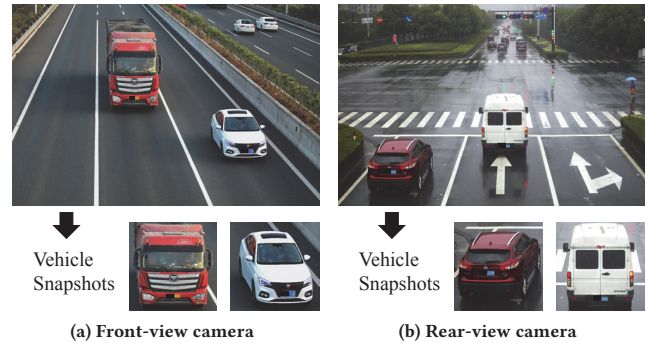 Vehicle
Snapshots
Vehicle
Snapshots
(a) Front-view camera
(b) Rear-view camera